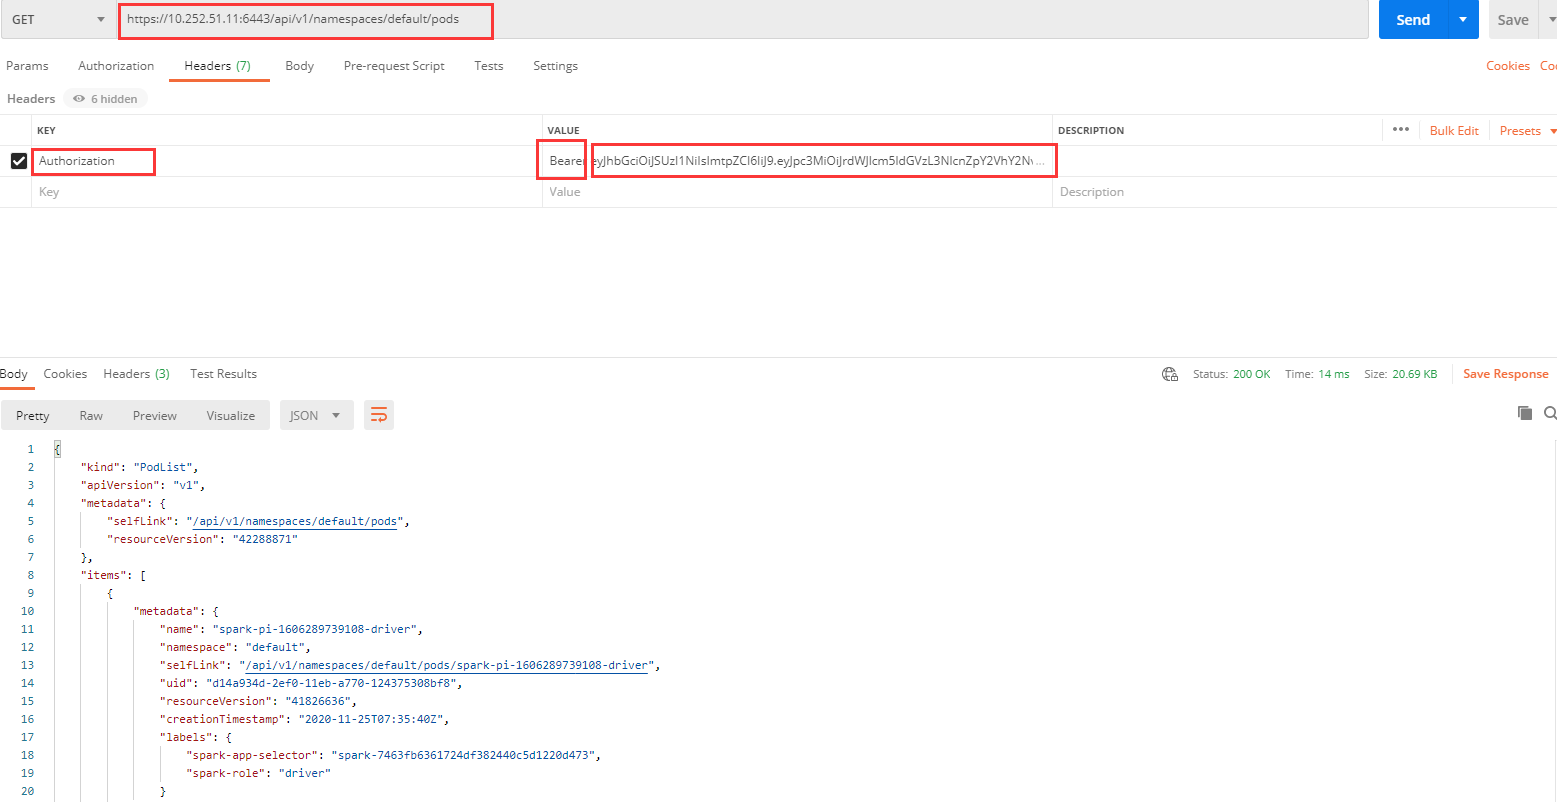 GET https://10.252.51.11:6443/api/v1/namespaces/default/pods Send Save
Params Authorization Headers (7) Body Pre-request Script Tests Settings Cookies
Headers 6 hidden
KEY VALUE DESCRIPTION ••• Bulk Edit Presets
Authorization Bearer
Key Value Description
Body Cookies Headers (3) Test Results Status: 200 OK Time: 14 ms Size: 20.69 KB Save Response
Pretty Raw Preview Visualize JSON
1 {
2 "kind": "PodList",
3 "apiVersion": "v1",
4 "metadata": {
5 "selfLink": "/api/v1/namespaces/default/pods",
6 "resourceVersion": "42288871"
7 },
8 "items": [
9 {
10 "metadata": {
11 "name": "spark-pi-1606289739108-driver",
12 "namespace": "default",
13 "selfLink": "/api/v1/namespaces/default/pods/spark-pi-1606289739108-driver",
14 "uid": "d14a934d-2ef0-11eb-a770-124375308bf8",
15 "resourceVersion": "41826636",
16 "creationTimestamp": "2020-11-25T07:35:40Z",
17 "labels": {
18 "spark-app-selector": "spark-7463fb6361724df382440c5d1220d473",
19 "spark-role": "driver"
20 }